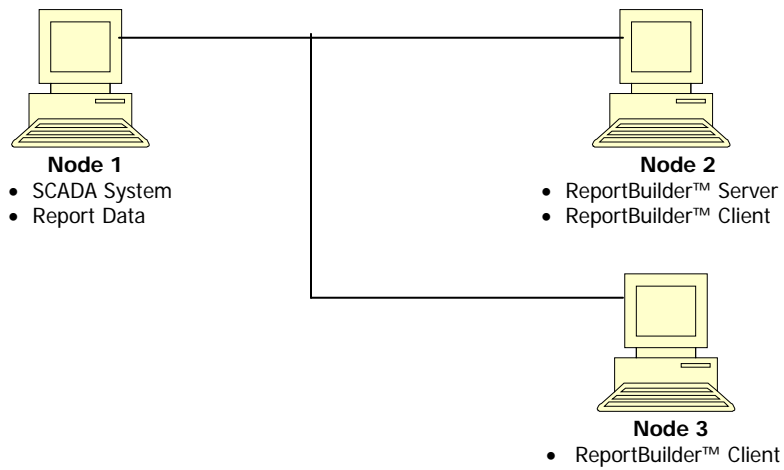 Node 1
• SCADA System
• Report Data
Node 2
• ReportBuilder™ Server
• ReportBuilder™ Client
Node 3
• ReportBuilder™ Client